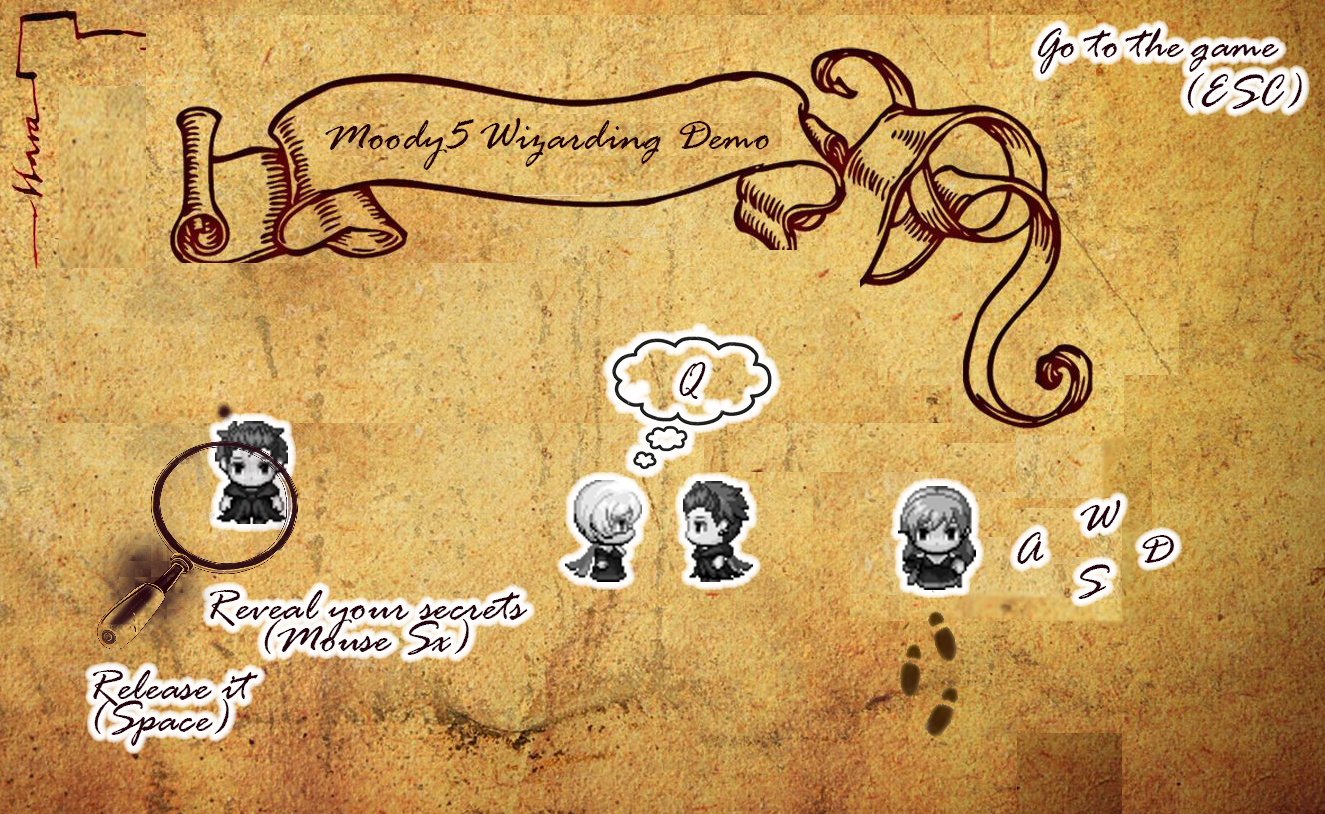 Go to the game
(ESC)
Moody5 Wizarding Demo
Q
W
A
D
S
Reveal your secrets
(Mouse Sx)
Release it
(Space)